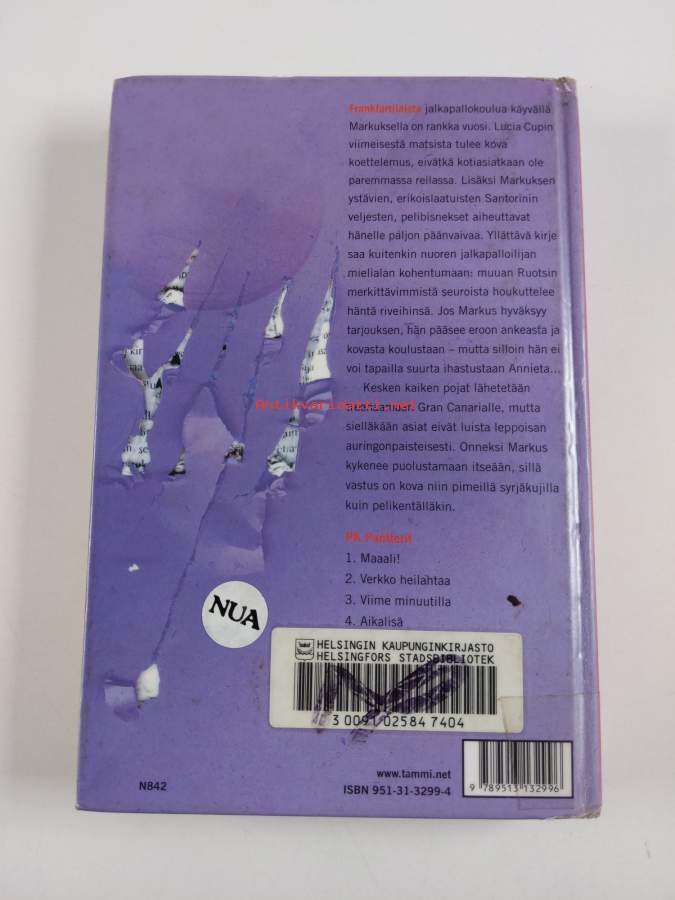 Frankfurtilaista jalkapallokoulua käyvällä
Markuksella on rankka vuosi. Lucia Cupin
viimeisestä matsista tulee kova
koettelemus, eivätkä kotiasiatkaan ole
paremmassa reilassa. Lisäksi Markuksen
ystävien, erikoislaatuisten Santorinin
veljesten, pelibisnekset aiheuttavat
hänelle paljon päänvaivaa. Yllättävä kirje
saa kuitenkin nuoren jalkapalloilijan
mielialan kohentumaan: muuan Ruotsin
merkittävimmistä seuroista houkuttelee
häntä riveihinsä. Jos Markus hyväksyy
tarjouksen, hän pääsee eroon ankeasta ja
kovasta koulustaan – mutta silloin hän ei
voi tapailla suurta ihastustaan Annieta...
Kesken kaiken pojat lähetetään
Antikvariaatti.net
Gran Canarialle, mutta
sielläkään asiat eivät luista leppoisan
auringonpaisteisesti. Onneksi Markus
kykenee puolustamaan itseään, sillä
vastus on kova niin pimeillä syrjäkujilla
kuin pelikentälläkin.
PK Pantterit
1. Maaali!
2. Verkko heilahtaa
3. Viime minuutilla
4. Aikalisä
NUA
HELSINGIN KAUPUNGINKIRJASTO
HELSINGFORS STADSBIBLIOTEK
3 0091 02584 7404
www.tammi.net
N842
ISBN 951-31-3299-4
9 789513 132996